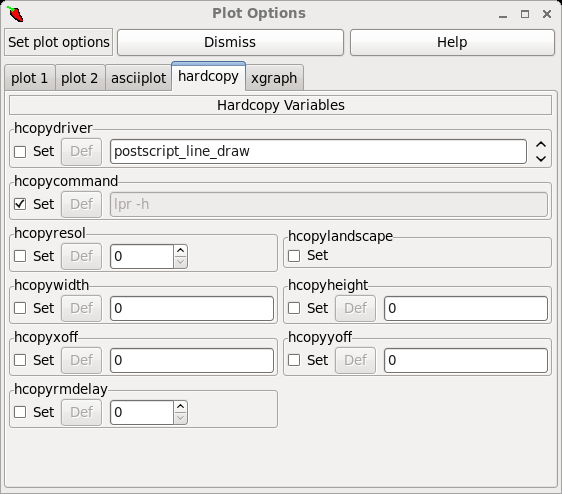 Plot Options
Set plot options Dismiss Help
plot 1 plot 2 asciiplot hardcopy xgraph
Hardcopy Variables
hcopydriver
Set Def postscript_line_draw
hcopycommand
Set Def lpr -h
hcopyresol hcopylandscape
Set Def 0 Set
hcopywidth hcopyheight
Set Def 0 Set Def 0
hcopyxoff hcopyyoff
Set Def 0 Set Def 0
hcopyrmdelay
Set Def 0